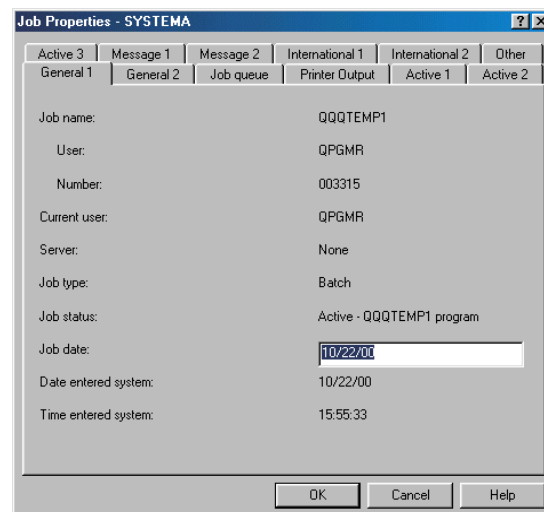 Job Properties - SYSTEMA
Active 3 Message 1 Message 2 International 1 International 2 Other
General 1 General 2 Job queue Printer Output Active 1 Active 2
Job name: QQQTEMP1
User: QPGMR
Number: 003315
Current user: QPGMR
Server: None
Job type: Batch
Job status: Active - QQQTEMP1 program
Job date: 10/22/00
Date entered system: 10/22/00
Time entered system: 15:55:33
OK Cancel Help